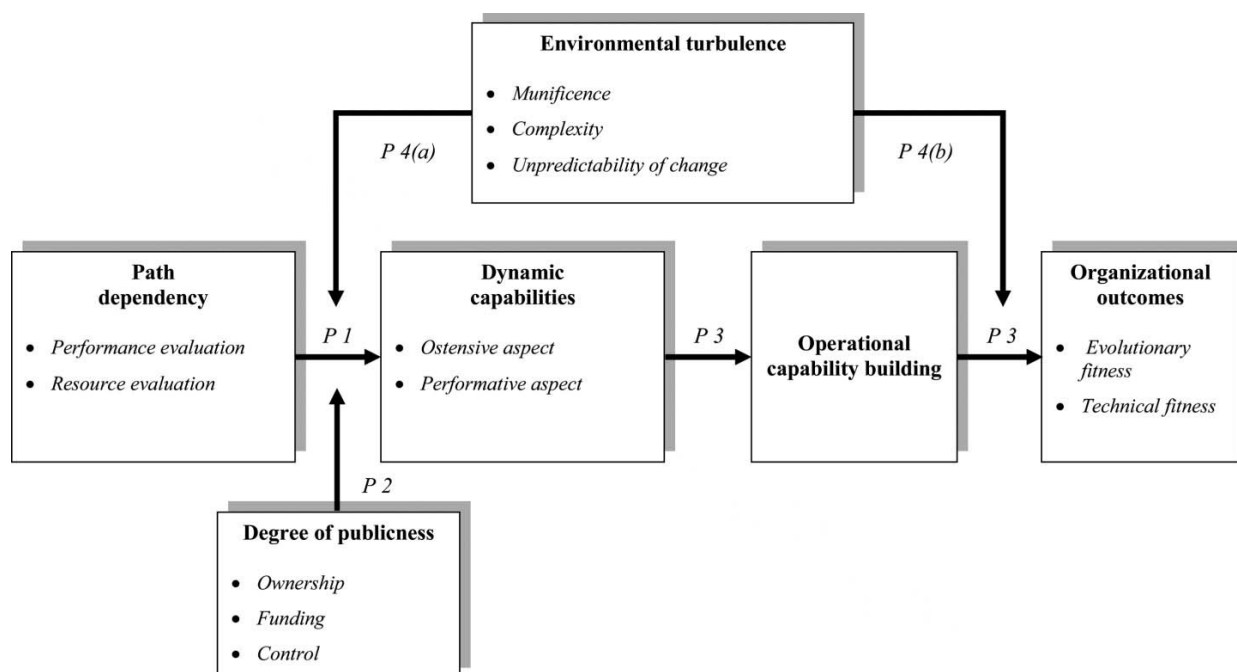 Environmental turbulence
• Munificence
• Complexity
• Unpredictability of change
P 4(a)
P 4(b)
Path
dependency
• Performance evaluation
• Resource evaluation
P 1
Dynamic
capabilities
• Ostensive aspect
• Performative aspect
P 3
Operational
capability building
P 3
Organizational
outcomes
• Evolutionary
fitness
• Technical fitness
P 2
Degree of publicness
• Ownership
• Funding
• Control